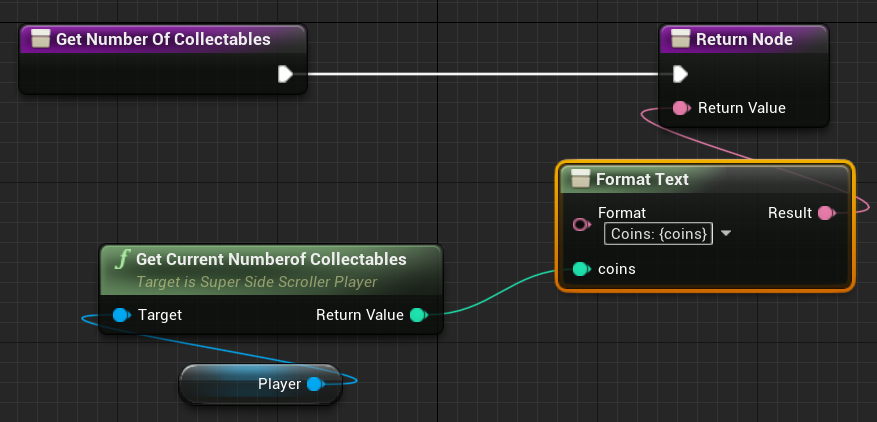 Get Number Of Collectables
Return Node
Return Value
Format Text
Format
Result
Coins: {coins}
coins
f Get Current Numberof Collectables
Target is Super Side Scroller Player
Target
Return Value
Player